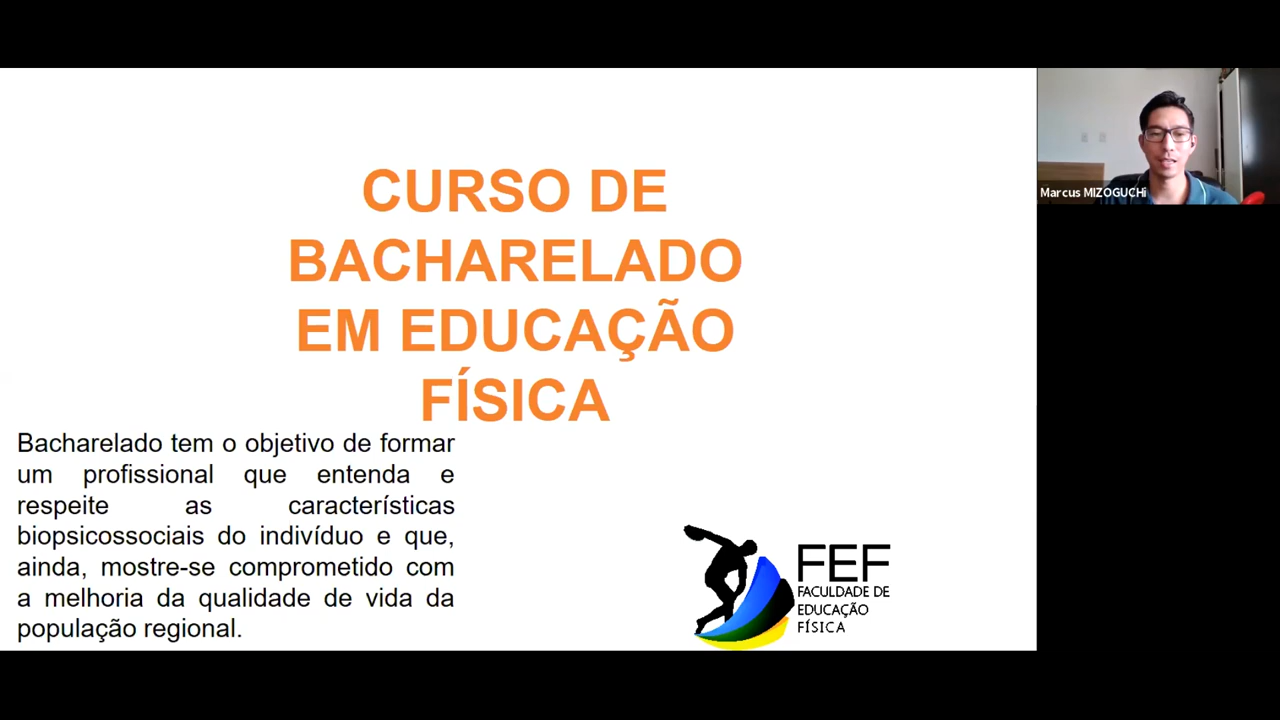 CURSO DE
BACHARELADO
EM EDUCAÇÃO
FÍSICA
Bacharelado tem o objetivo de formar
um profissional que entenda e
respeite as características
biopsicossociais do indivíduo e que,
ainda, mostre-se comprometido com
a melhoria da qualidade de vida da
população regional.
FEF
FACULDADE DE
EDUCAÇÃO
FÍSICA
Marcus MIZOGUCHi